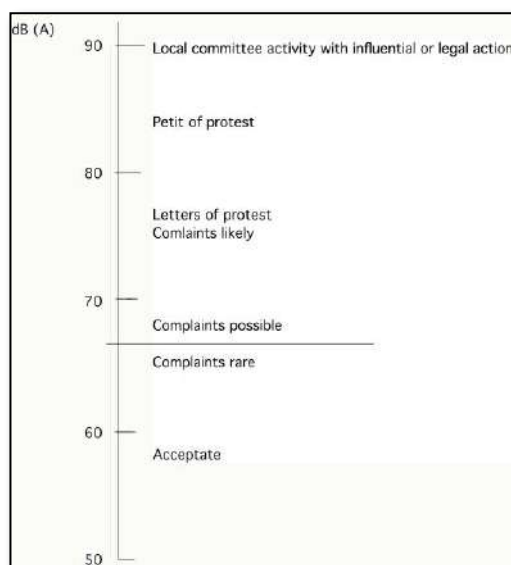 dB (A)
90 Local committee activity with influential or legal action
Petit of protest
80
Letters of protest
Comlaints likely
70
Complaints possible
Complaints rare
60
Acceptate
50